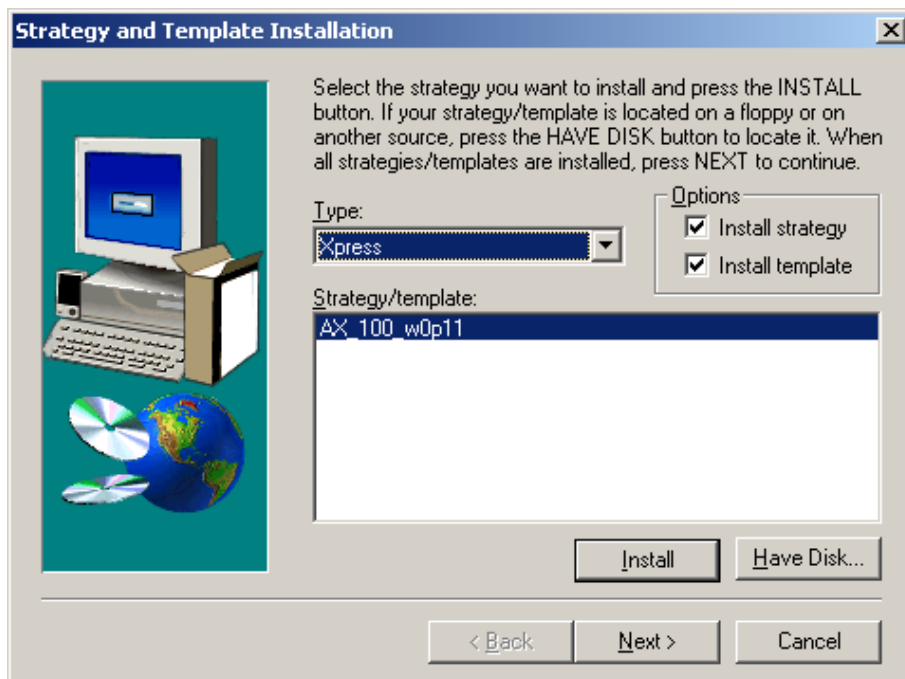 Strategy and Template Installation
Select the strategy you want to install and press the INSTALL
button. If your strategy/template is located on a floppy or on
another source, press the HAVE DISK button to locate it. When
all strategies/templates are installed, press NEXT to continue.
Type:
Xpress
Options
Install strategy
Install template
Strategy/template:
AX_100_w0p11
Install
Have Disk...
< Back
Next >
Cancel